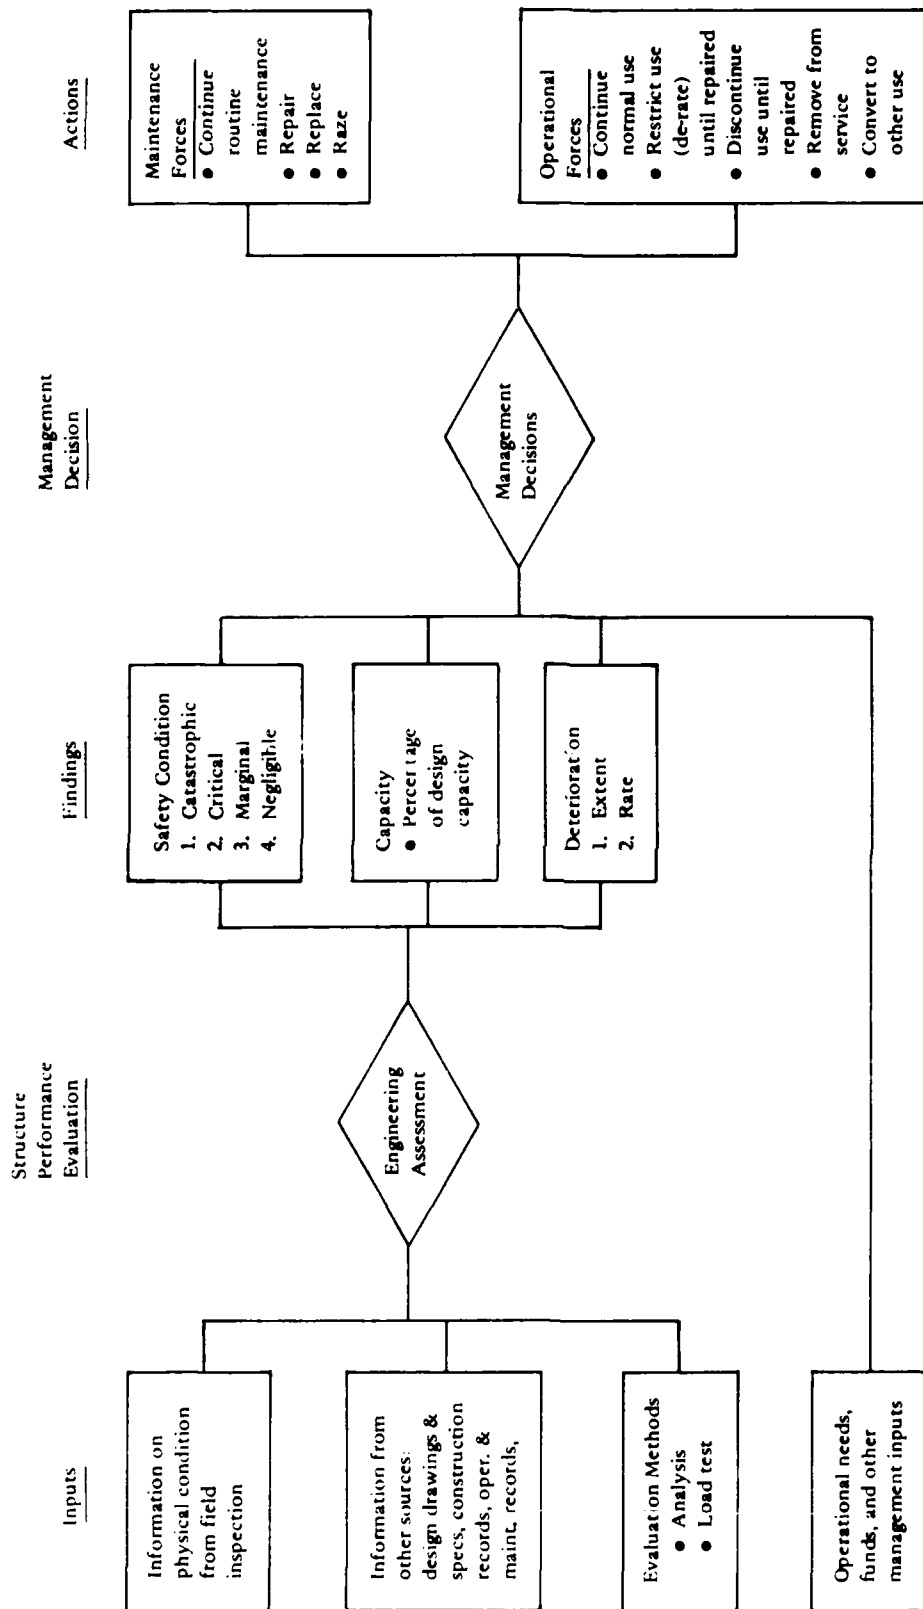 Inputs
Structure
Performance
Evaluation
Findings
Management
Decision
Actions
Information on
physical condition
from field
inspection
Information from
other sources:
design drawings &
specs, construction
records, oper. &
maint. records,
Evaluation Methods
● Analysis
● Load test
Operational needs,
funds, and other
management inputs
Engineering
Assessment
Safety Condition
1. Catastrophic
2. Critical
3. Marginal
4. Negligible
Capacity
● Percentage
of design
capacity
Deterioration
1. Extent
2. Rate
Management
Decisions
Maintenance
Forces
● Continue
routine
maintenance
● Repair
● Replace
● Raze
Operational
Forces
● Continue
normal use
● Restrict use
(de-rate)
until repaired
● Discontinue
use until
repaired
● Remove from
service
● Convert to
other use